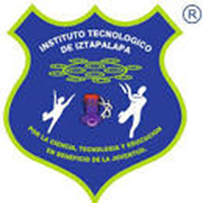 ®
INSTITUTO TECNOLOGICO
DE IZTAPALAPA
POR LA CIENCIA, TECNOLOGIA Y EDUCACION
EN BENEFICIO DE LA JUVENTUD.